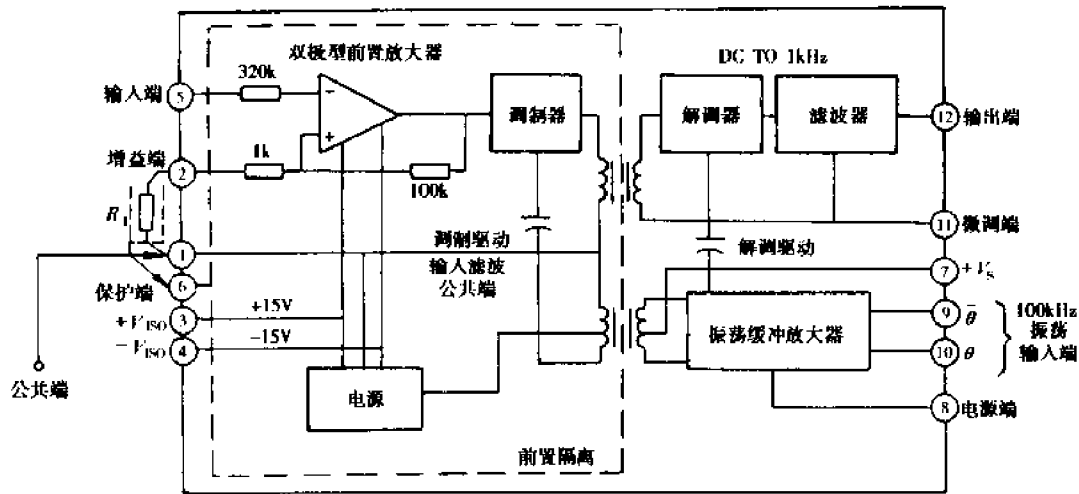 双极型前置放大器
DC TO 1kHz
320k
输入端
5
−
+
调制器
解调器
滤波器
12
输出端
增益端
2
1k
100k
R₁
1
调制驱动
输入滤波
公共端
解调驱动
11
微调端
7
+V_S
保护端
6
+V_ISO
3
+15V
−V_ISO
4
−15V
公共端
电源
振荡缓冲放大器
9
θ̄
10
θ
100kHz
振荡
输入端
8
电源端
前置隔离